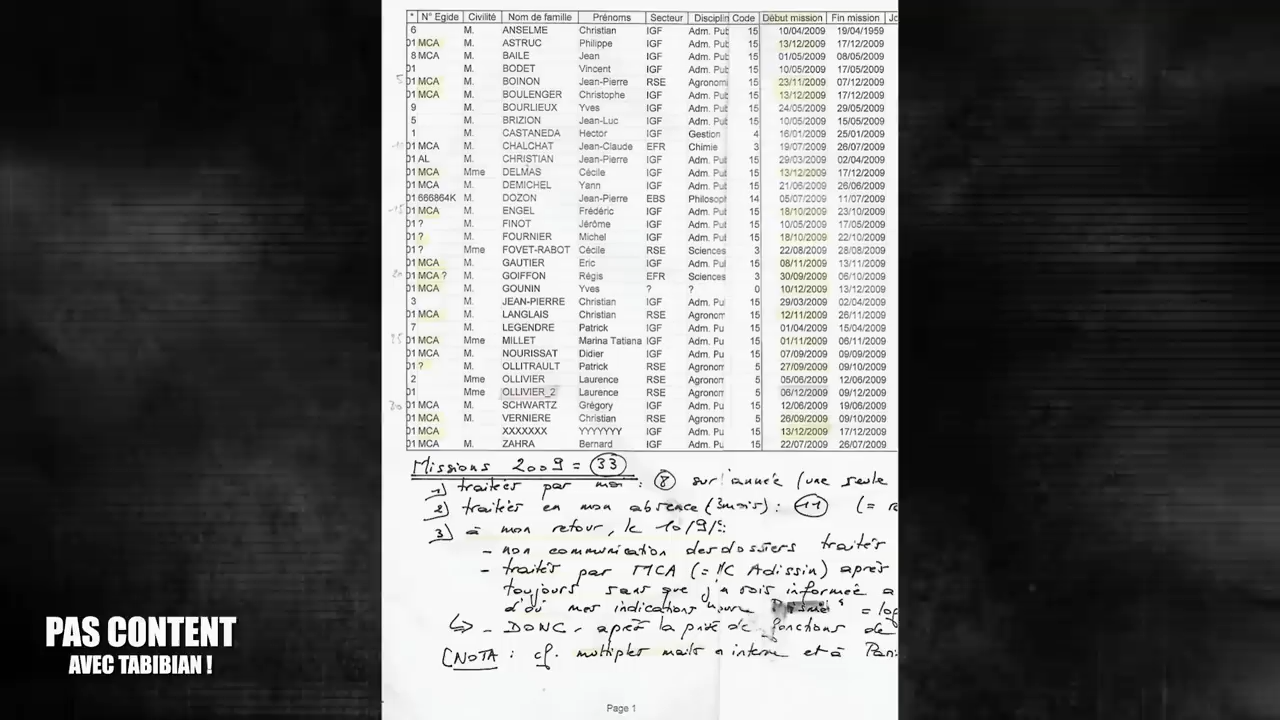 * N° Egide Civilité Nom de famille Prénoms Secteur Disciplin Code Début mission Fin mission
6 M. ANSELME Christian IGF Adm. Pub 15 10/04/2009 19/04/1959
01 MCA M. ASTRUC Philippe IGF Adm. Pub 15 13/12/2009 17/12/2009
8 MCA M. BAILE Jean IGF Adm. Pub 15 01/05/2009 08/05/2009
01 M. BODET Vincent IGF Adm. Pub 15 10/05/2009 17/05/2009
5 01 MCA M. BOINON Jean-Pierre RSE Agronomi 5 23/11/2009 07/12/2009
01 MCA M. BOULENGER Christophe IGF Adm. Pub 15 13/12/2009 17/12/2009
9 M. BOURLIEUX Yves IGF Adm. Pub 15 24/05/2009 29/05/2009
5 M. BRIZION Jean-Luc IGF Adm. Pub 15 10/05/2009 15/05/2009
1 M. CASTANEDA Hector IGF Gestion 4 16/01/2009 25/01/2009
01 MCA M. CHALCHAT Jean-Claude EFR Chimie 3 19/07/2009 26/07/2009
01 AL M. CHRISTIAN Jean-Pierre IGF Adm. Pub 15 29/03/2009 02/04/2009
01 MCA Mme DELMAS Cécile IGF Adm. Pub 15 13/12/2009 17/12/2009
01 MCA M. DEMICHEL Yann IGF Adm. Pub 15 21/06/2009 26/06/2009
01 666864K M. DOZON Jean-Pierre EBS Philosop 14 05/07/2009 11/07/2009
15 01 MCA M. ENGEL Frédéric IGF Adm. Pub 15 18/10/2009 23/10/2009
01 ? M. FINOT Jérôme IGF Adm. Pub 15 10/05/2009 17/05/2009
01 ? M. FOURNIER Michel IGF Adm. Pub 15 18/10/2009 22/10/2009
01 ? Mme FOVET-RABOT Cécile RSE Sciences 3 22/08/2009 28/08/2009
01 MCA M. GAUTIER Eric IGF Adm. Pul 15 08/11/2009 13/11/2009
20 01 MCA ? M. GOIFFON Régis EFR Sciences 3 30/09/2009 06/10/2009
01 MCA M. GOUNIN Yves ? ? 0 10/12/2009 13/12/2009
3 M. JEAN-PIERRE Christian IGF Adm. Pu 15 29/03/2009 02/04/2009
01 MCA M. LANGLAIS Christian RSE Agronom 15 12/11/2009 26/11/2009
7 M. LEGENDRE Patrick IGF Adm. Pu 15 01/04/2009 15/04/2009
25 01 MCA Mme MILLET Marina Tatiana IGF Adm. Pu 15 01/11/2009 06/11/2009
01 MCA M. NOURISSAT Didier IGF Adm. Pu 15 07/09/2009 09/09/2009
01 ? M. OLLITRAULT Patrick RSE Agronom 5 27/09/2009 09/10/2009
2 Mme OLLIVIER Laurence RSE Agronom 5 05/06/2009 12/06/2009
01 Mme OLLIVIER_2 Laurence RSE Agronom 5 06/12/2009 09/12/2009
30 01 MCA M. SCHWARTZ Grégory IGF Adm. Pu 15 12/06/2009 19/06/2009
01 MCA M. VERNIERE Christian RSE Agronom 5 26/09/2009 09/10/2009
01 MCA XXXXXXX YYYYYYY IGF Adm. Pu 15 13/12/2009 17/12/2009
01 MCA M. ZAHRA Bernard IGF Adm. Pu 15 22/07/2009 26/07/2009
Missions 2009 = 33
1) traitées par moi : 8 sur l'année (une seule
2) traitées en mon absence (3 mois) : 11 (=
3) à mon retour, le 10/9/9:
- non communication des dossiers traités
- traités par MCA (= MC Adissin) après
toujours sans que j'en sois informée a
d'où mes indications = log
↳ - DONC - après la prise de fonctions de
(NOTA : cf. multiples mails interne et à Pari
Page 1
PAS CONTENT
AVEC TABIBIAN !